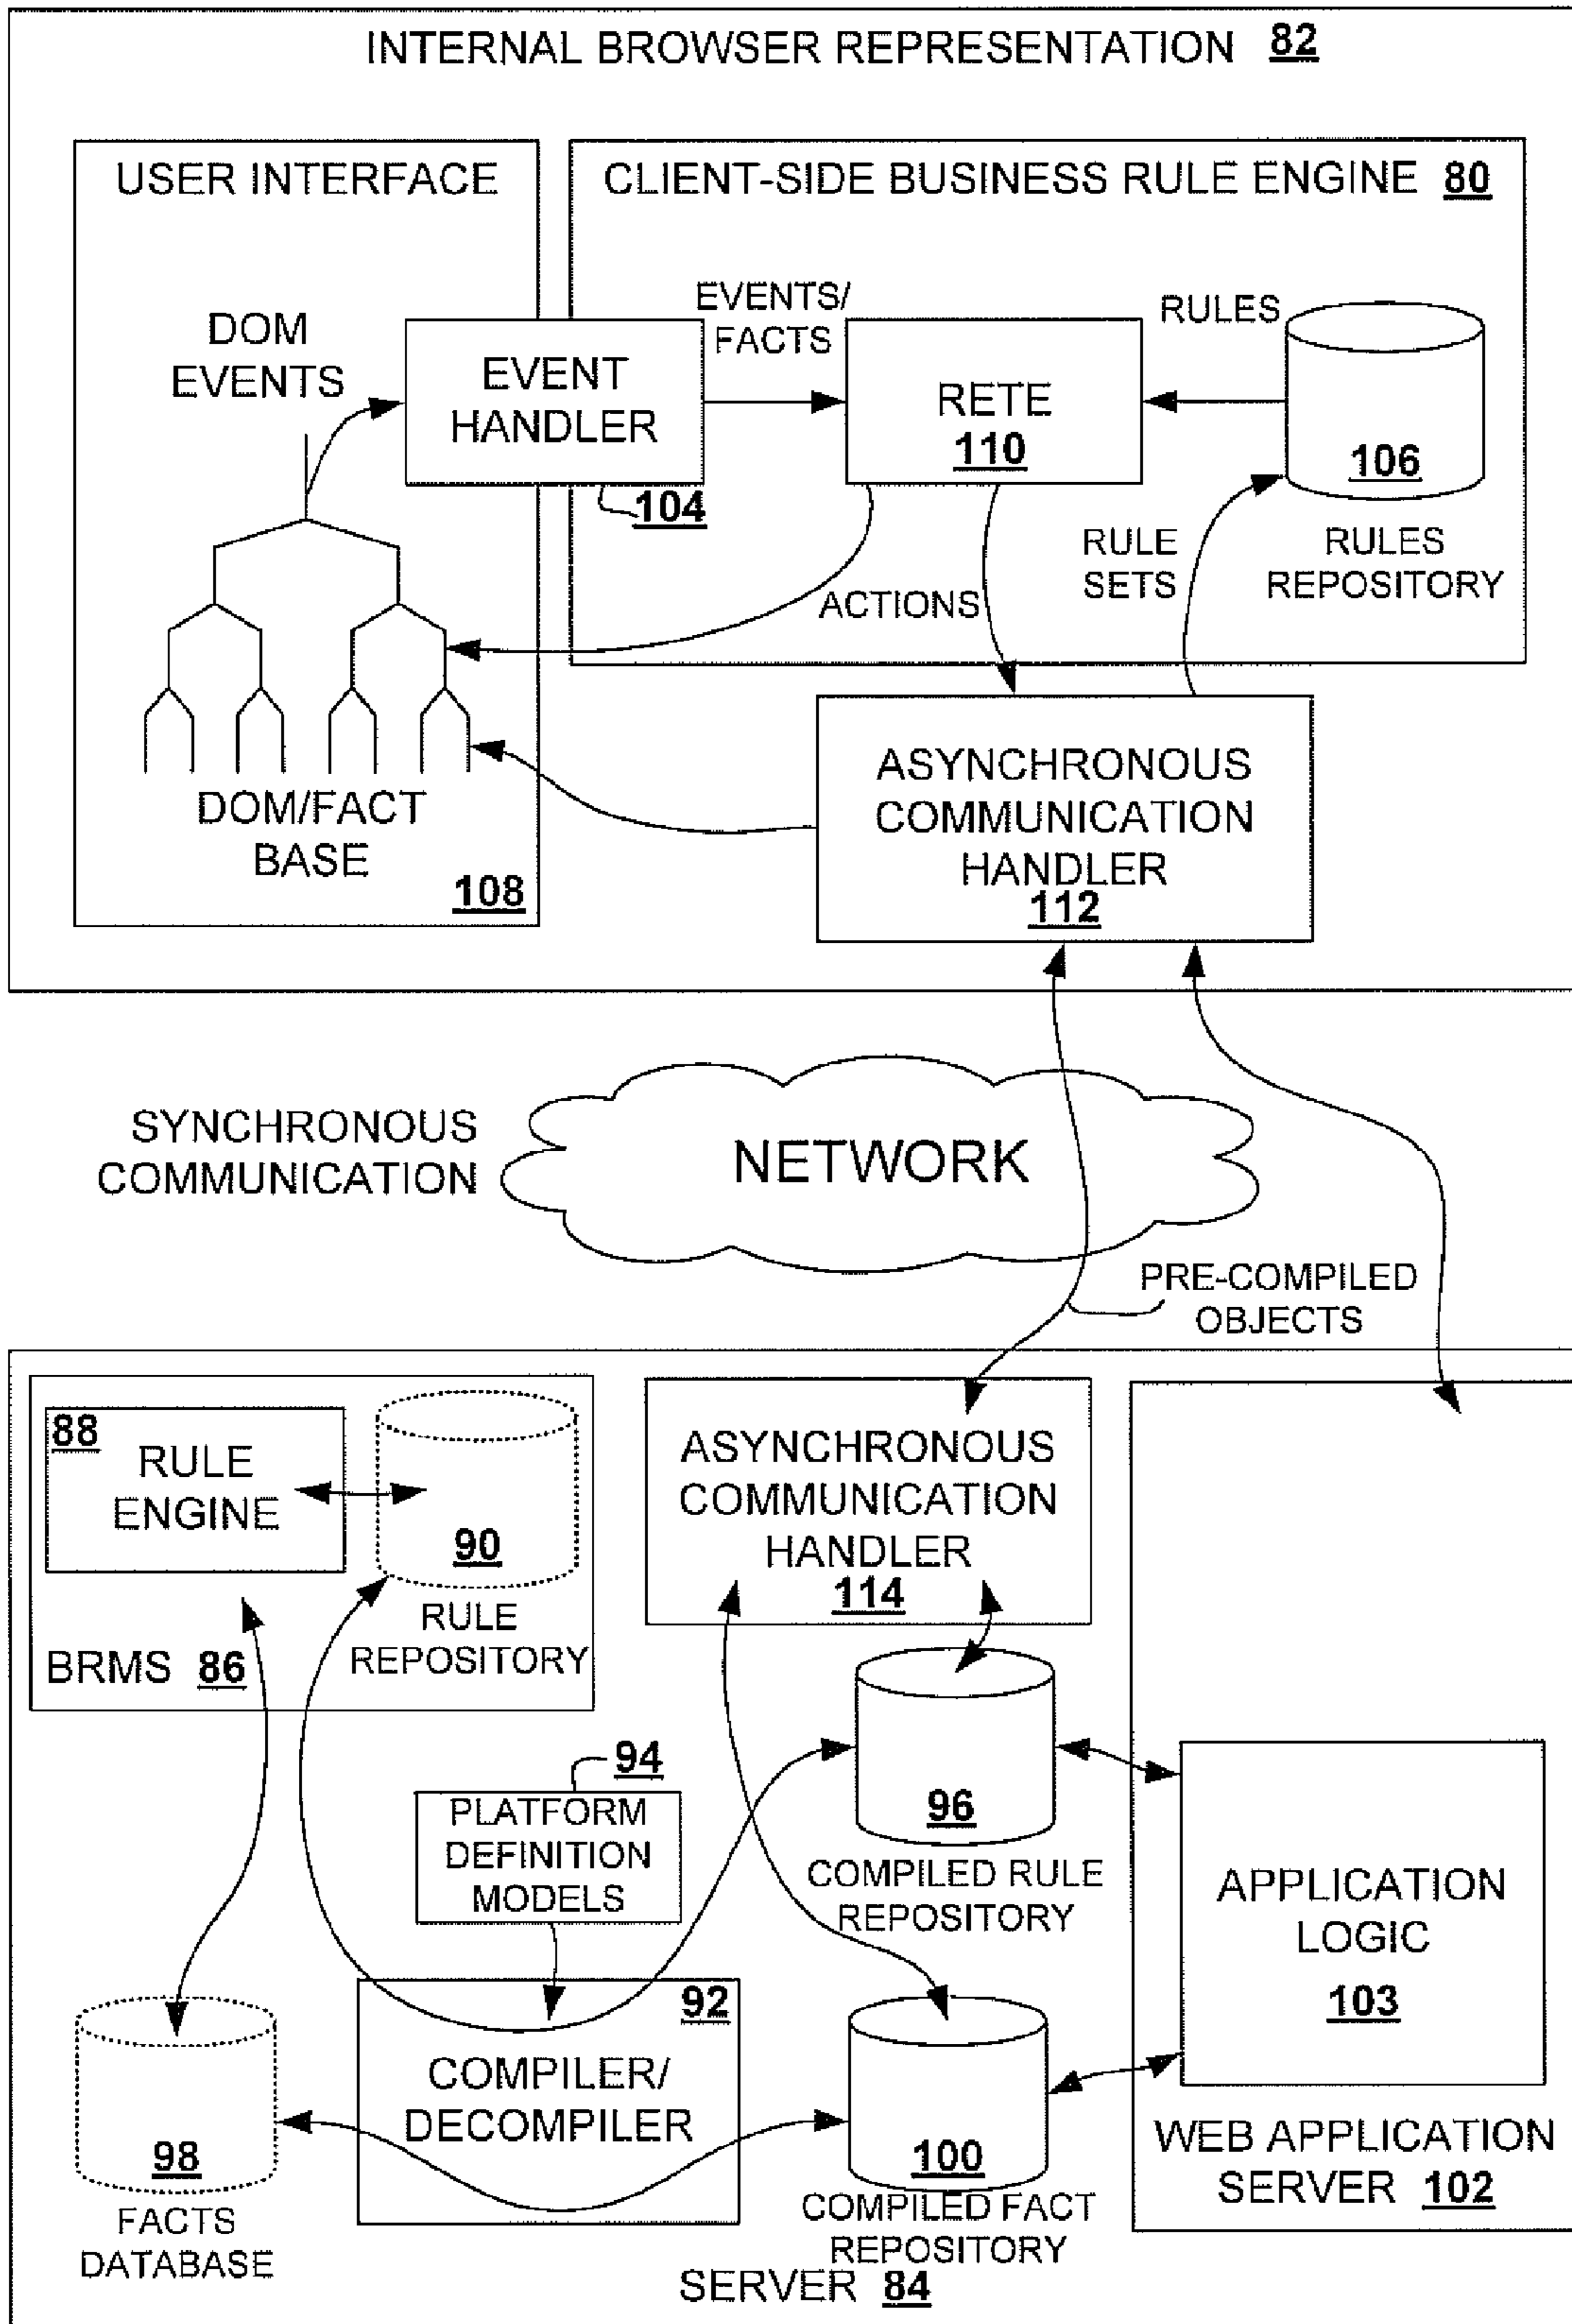 INTERNAL BROWSER REPRESENTATION 82
USER INTERFACE
CLIENT-SIDE BUSINESS RULE ENGINE 80
DOM
EVENTS
EVENT
HANDLER
104
EVENTS/
FACTS
RETE
110
RULES
106
RULES
REPOSITORY
RULE
SETS
ACTIONS
DOM/FACT
BASE
108
ASYNCHRONOUS
COMMUNICATION
HANDLER
112
SYNCHRONOUS
COMMUNICATION
NETWORK
PRE-COMPILED
OBJECTS
88
RULE
ENGINE
90
RULE
REPOSITORY
BRMS 86
ASYNCHRONOUS
COMMUNICATION
HANDLER
114
94
PLATFORM
DEFINITION
MODELS
96
COMPILED RULE
REPOSITORY
APPLICATION
LOGIC
103
92
COMPILER/
DECOMPILER
98
FACTS
DATABASE
100
COMPILED FACT
REPOSITORY
WEB APPLICATION
SERVER 102
SERVER 84